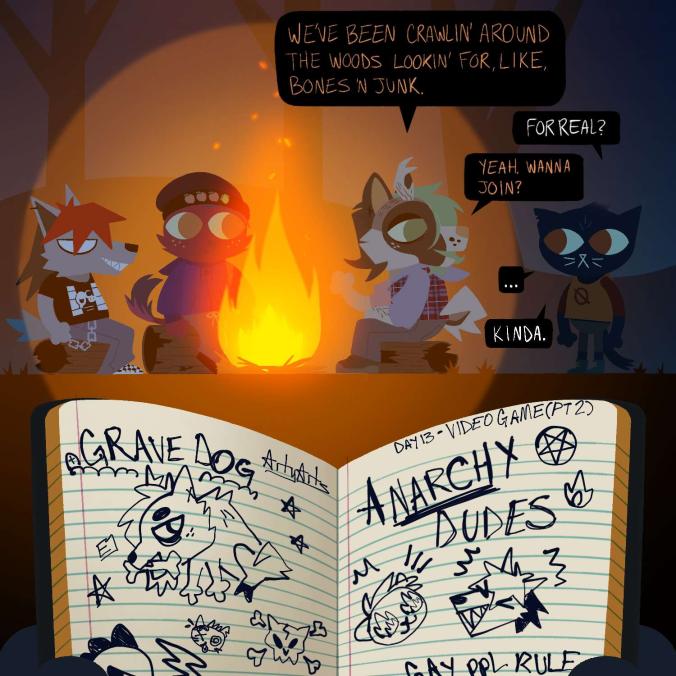 WE'VE BEEN CRAWLIN' AROUND
THE WOODS LOOKIN' FOR, LIKE,
BONES 'N JUNK.
FOR REAL?
YEAH. WANNA
JOIN?
...
KINDA.
GRAVE DOG
ArtyArts
DAY 13 - VIDEO GAME (PT 2)
ANARCHY
DUDES
GAY PPL RULE